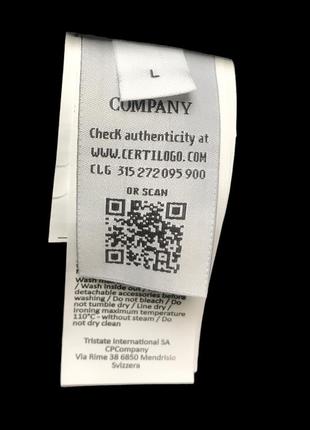 L
COMPANY
Check authenticity at
WWW.CERTILOGO.COM
CLG 315 272 095 900
OR SCAN
/ Wash inside out /
detachable accessories before
washing / Do not bleach / Do
not tumble dry / Line dry /
Ironing maximum temperature
110°C - without steam / Do
not dry clean
Tristate International SA
CPCompany
Via Rime 38 6850 Mendrisio
Svizzera